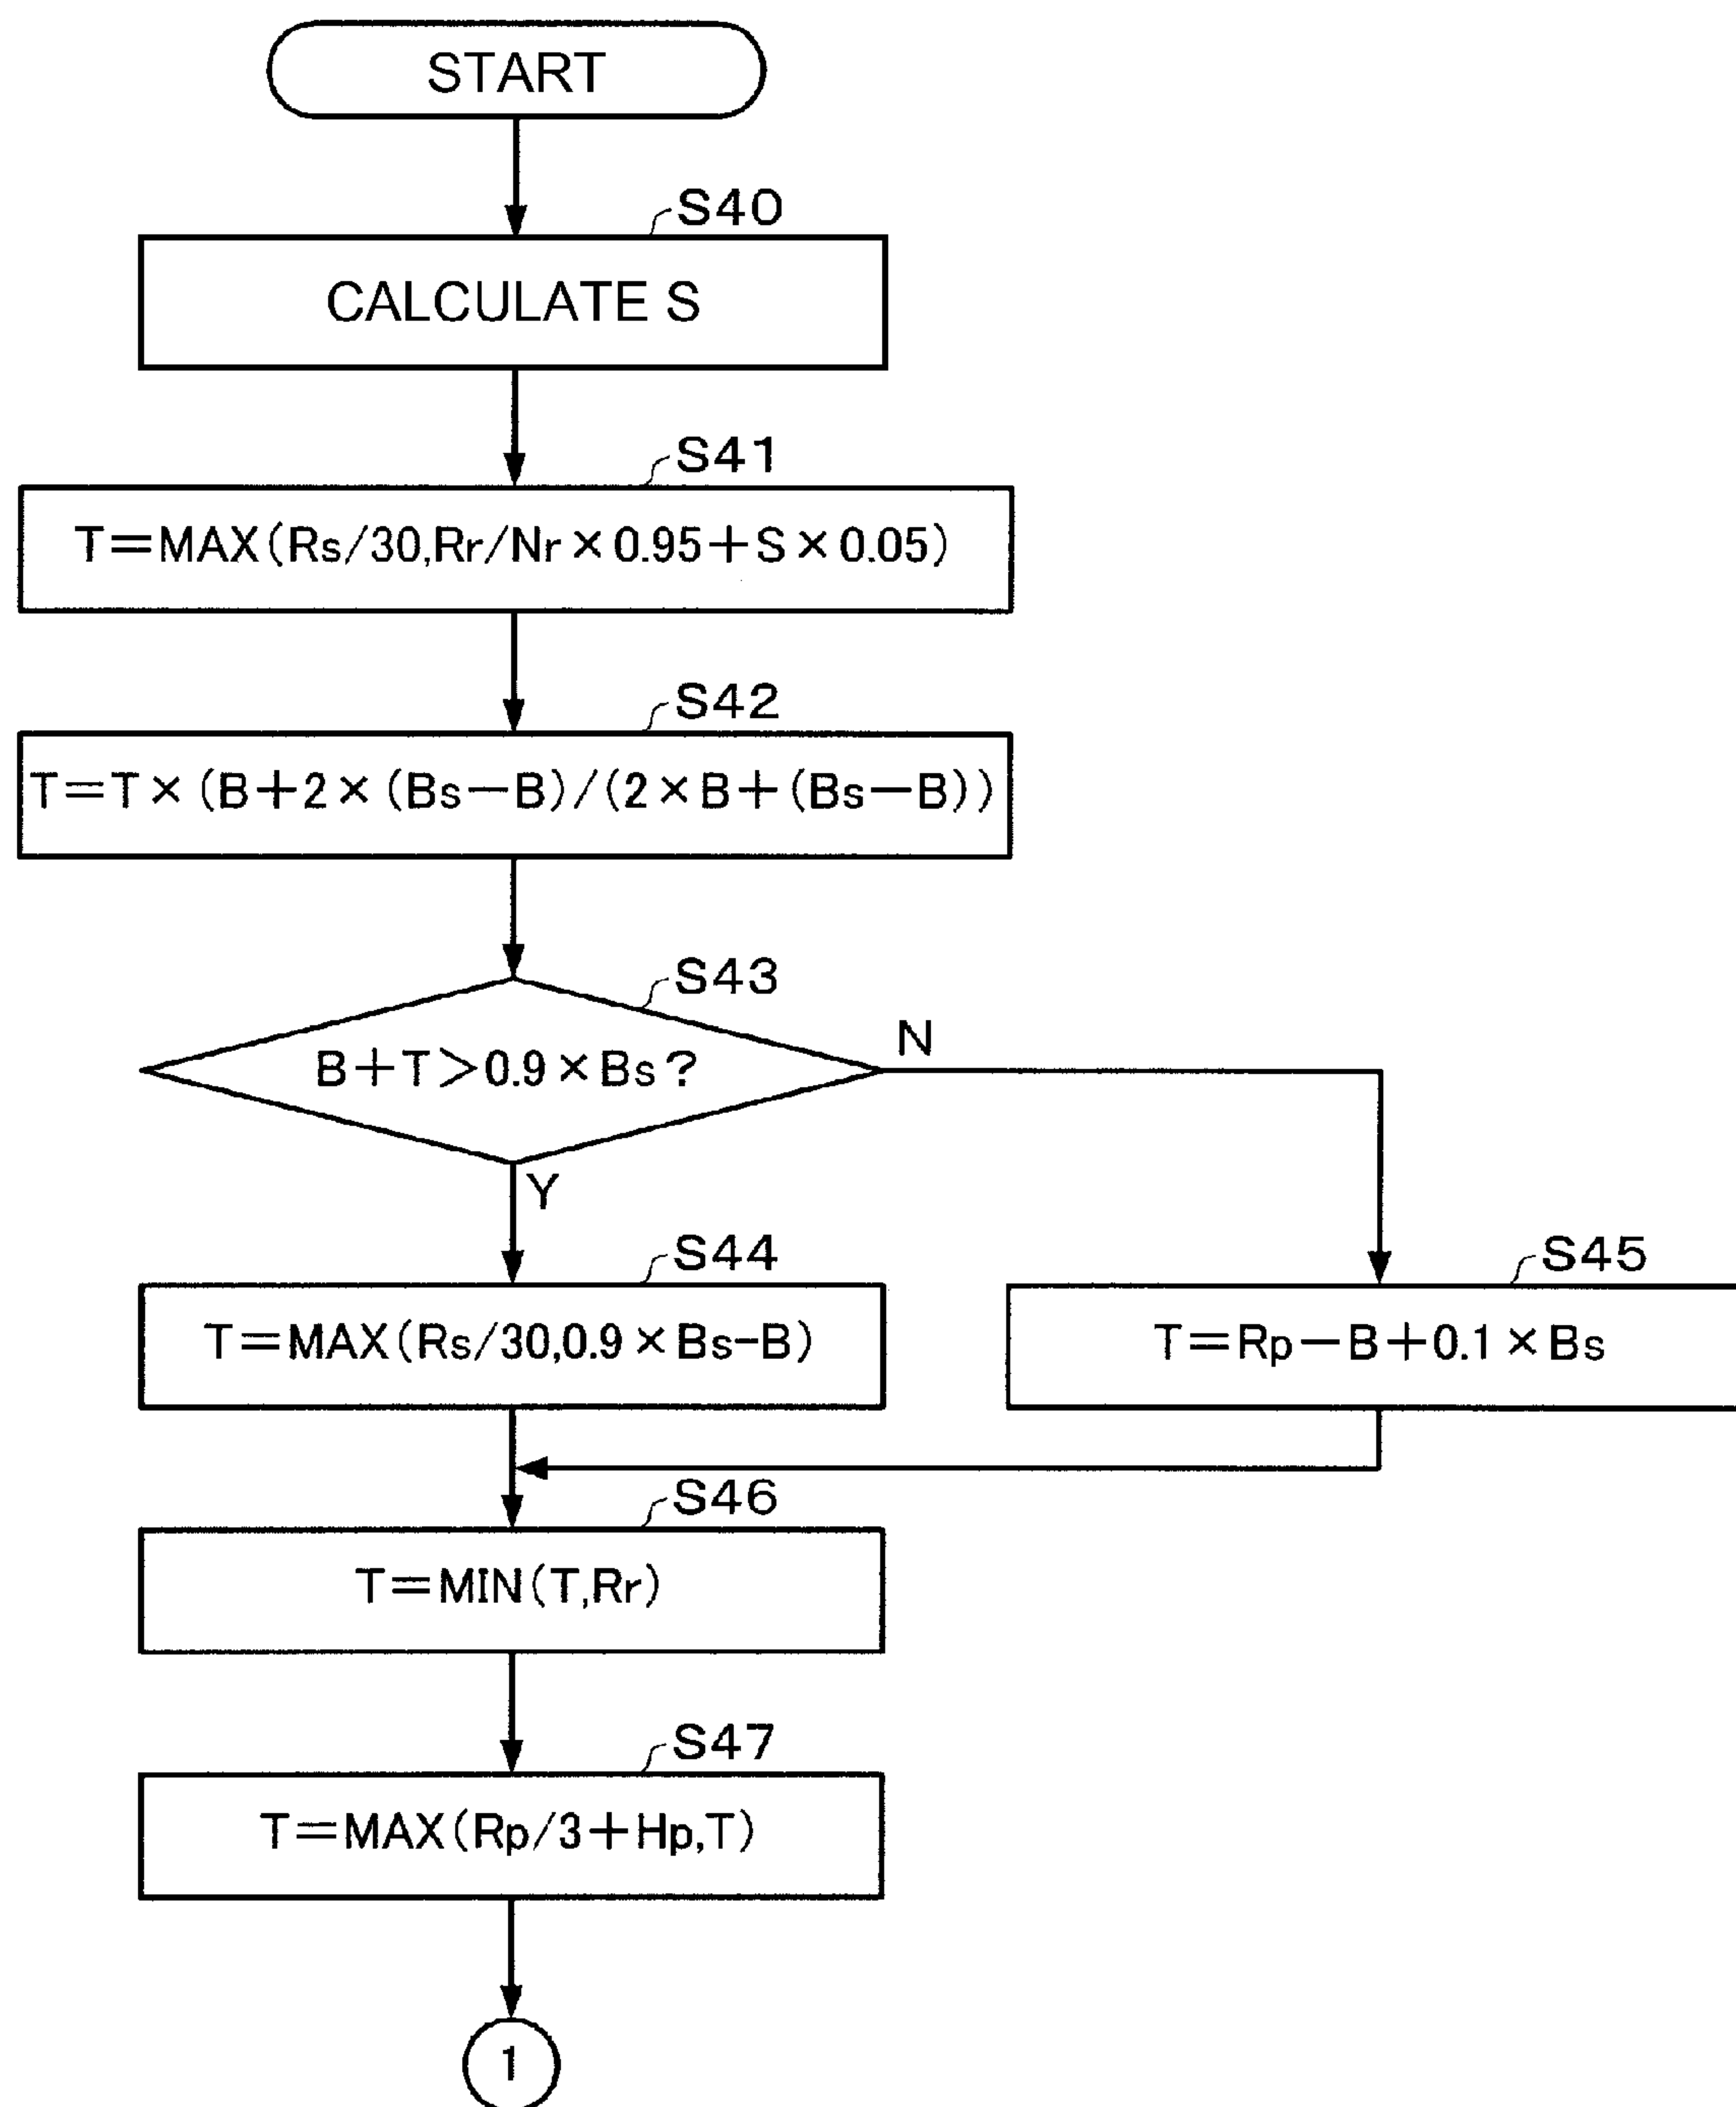 START
S40
CALCULATE S
S41
T=MAX(Rs/30,Rr/Nr×0.95+S×0.05)
S42
T=T×(B+2×(Bs-B)/(2×B+(Bs-B))
S43
B+T>0.9×Bs?
N
Y
S44
T=MAX(Rs/30,0.9×Bs-B)
S45
T=Rp-B+0.1×Bs
S46
T=MIN(T,Rr)
S47
T=MAX(Rp/3+Hp,T)
1